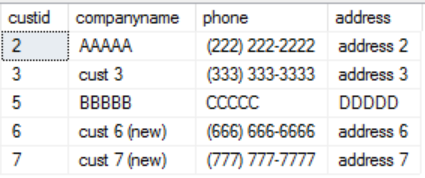 custid companyname phone address
2 AAAAA (222) 222-2222 address 2
3 cust 3 (333) 333-3333 address 3
5 BBBBB CCCCC DDDDD
6 cust 6 (new) (666) 666-6666 address 6
7 cust 7 (new) (777) 777-7777 address 7